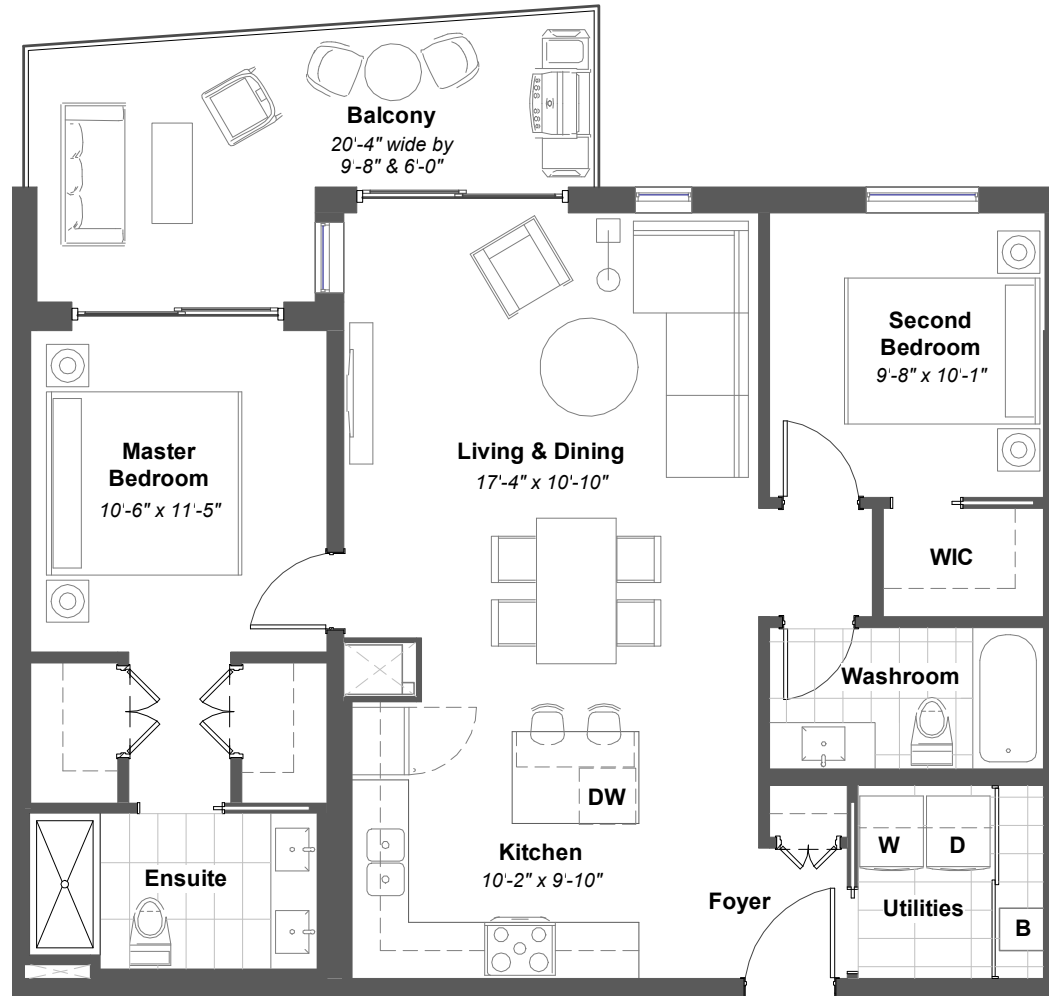 Balcony
20'-4" wide by
9'-8" & 6'-0"
Second
Bedroom
9'-8" x 10'-1"
Master
Bedroom
10'-6" x 11'-5"
Living & Dining
17'-4" x 10'-10"
WIC
Washroom
DW
Kitchen
10'-2" x 9'-10"
W
D
Ensuite
Foyer
Utilities
B